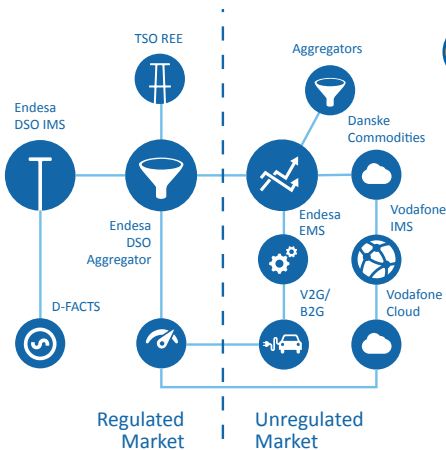 TSO REE
Aggregators
Endesa
DSO IMS
Danske
Commodities
Endesa
DSO
Aggregator
Endesa
EMS
Vodafone
IMS
D-FACTS
V2G/
B2G
Vodafone
Cloud
Regulated
Market
Unregulated
Market